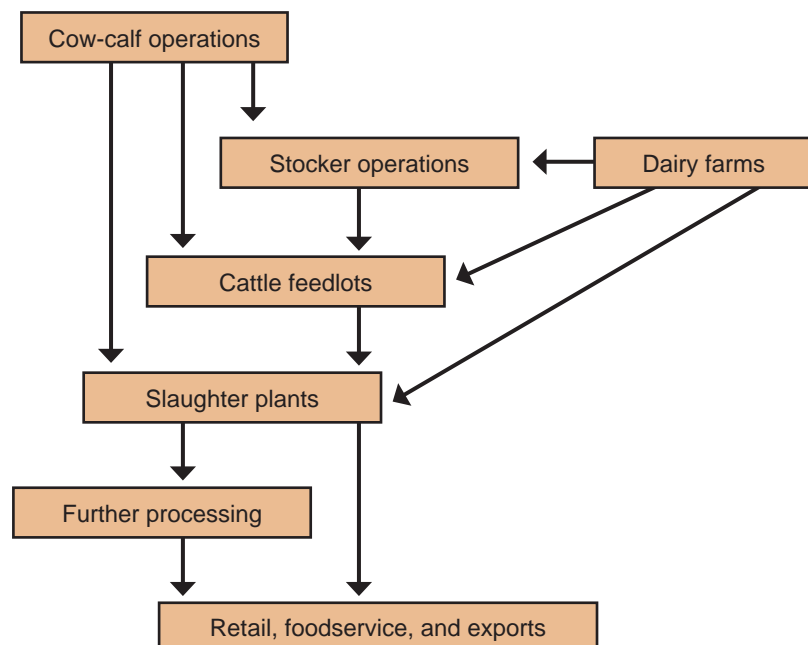 Cow-calf operations
Stocker operations
Dairy farms
Cattle feedlots
Slaughter plants
Further processing
Retail, foodservice, and exports